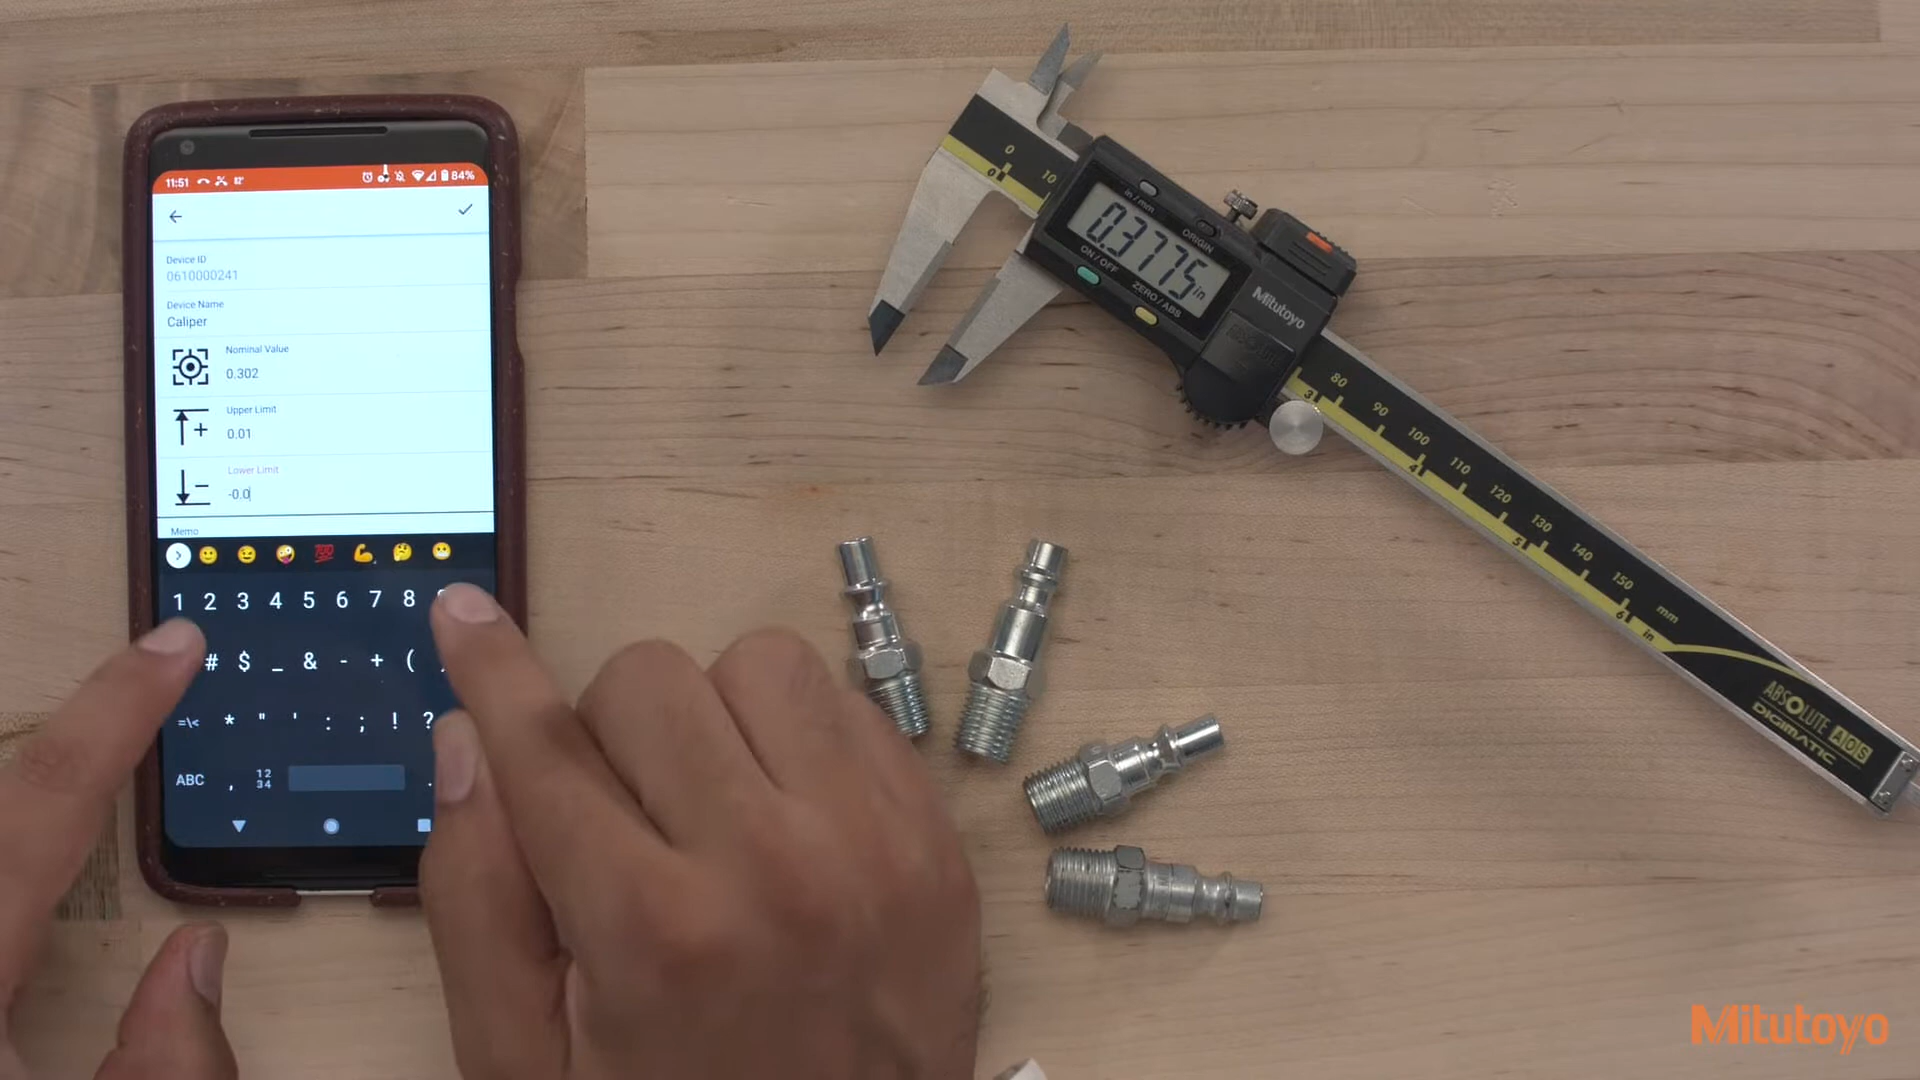 11:51 82° 84%
Device ID
0610000241
Device Name
Caliper
Nominal Value
0.302
Upper Limit
0.01
Lower Limit
-0.0
Memo
1 2 3 4 5 6 7 8
# $ _ & - + (
=\< * " ' : ; ! ?
ABC , 12 34 .
0 10
0
in/mm
ORIGIN
0.3775 in
ON/OFF
ZERO/ABS
Mitutoyo
ABSOLUTE
80 90 100 110 120 130 140 150 mm
3 4 5 6 in
ABSOLUTE AOS
DIGIMATIC
Mitutoyo